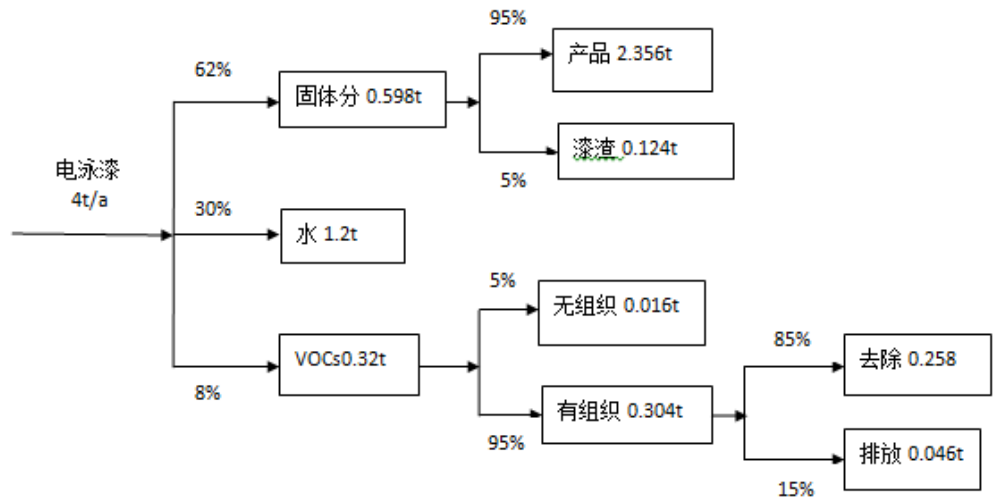 95%
产品 2.356t
62%
固体分 0.598t
漆渣 0.124t
5%
电泳漆
4t/a
30%
水 1.2t
5%
无组织 0.016t
85%
去除 0.258
VOCs0.32t
8%
有组织 0.304t
95%
排放 0.046t
15%